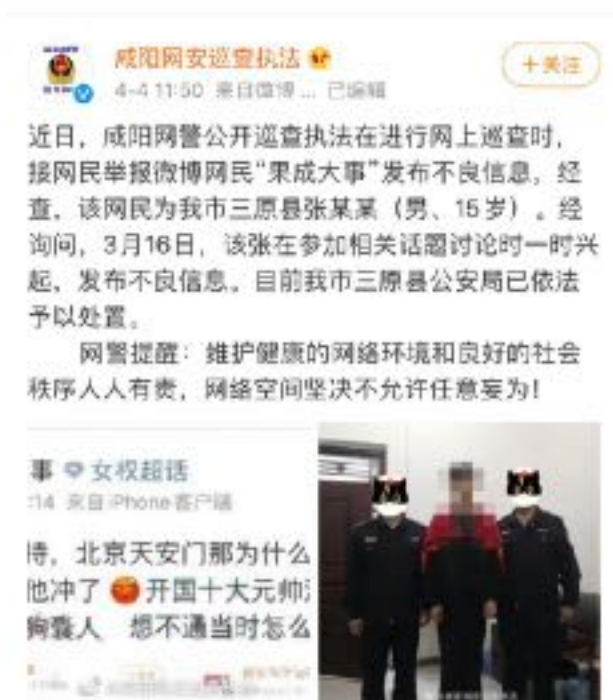 咸阳网安巡查执法
+关注
4-4 11:50 来自微博 ... 已编辑
近日，咸阳网警公开巡查执法在进行网上巡查时，
接网民举报微博网民“果成大事”发布不良信息，经
查，该网民为我市三原县张某某（男、15岁）。经
询问，3月16日，该张在参加相关话题讨论时一时兴
起，发布不良信息。目前我市三原县公安局已依法
予以处置。
网警提醒：维护健康的网络环境和良好的社会
秩序人人有责，网络空间坚决不允许任意妄为！
事 女权超话
:14 来自iPhone客户端
，北京天安门那为什么
他冲了 开国十大元帅
囊人 想不通当时怎么